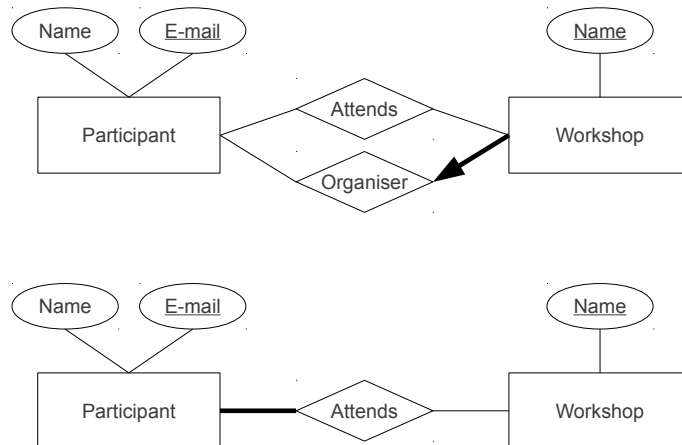 Name E-mail Name
Participant Attends Workshop
Organiser
Name E-mail Name
Participant Attends Workshop